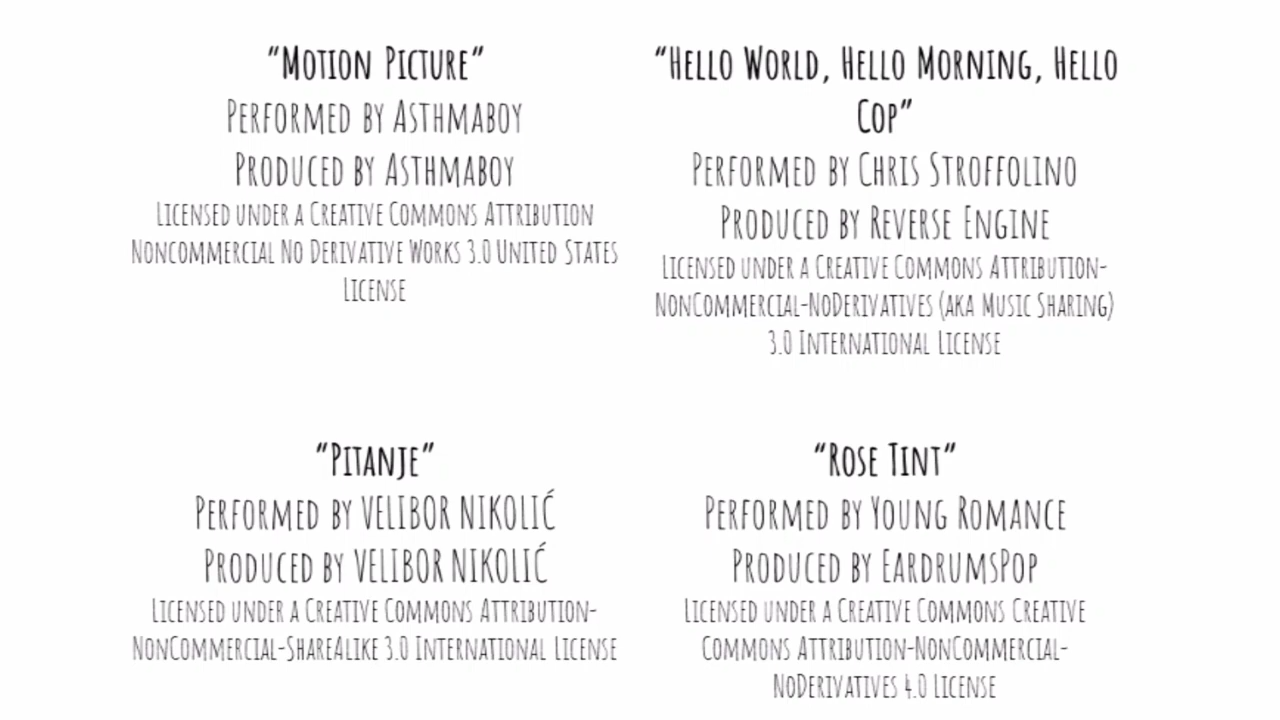 “Motion Picture”
Performed by Asthmaboy
Produced by Asthmaboy
Licensed under a Creative Commons Attribution
Noncommercial No Derivative Works 3.0 United States
License
“Hello World, Hello Morning, Hello
Cop”
Performed by Chris Stroffolino
Produced by Reverse Engine
Licensed under a Creative Commons Attribution-
NonCommercial-NoDerivatives (aka Music Sharing)
3.0 International License
“Pitanje”
Performed by VELIBOR NIKOLIĆ
Produced by VELIBOR NIKOLIĆ
Licensed under a Creative Commons Attribution-
NonCommercial-ShareAlike 3.0 International License
“Rose Tint”
Performed by Young Romance
Produced by EardrumsPop
Licensed under a Creative Commons Creative
Commons Attribution-NonCommercial-
NoDerivatives 4.0 License